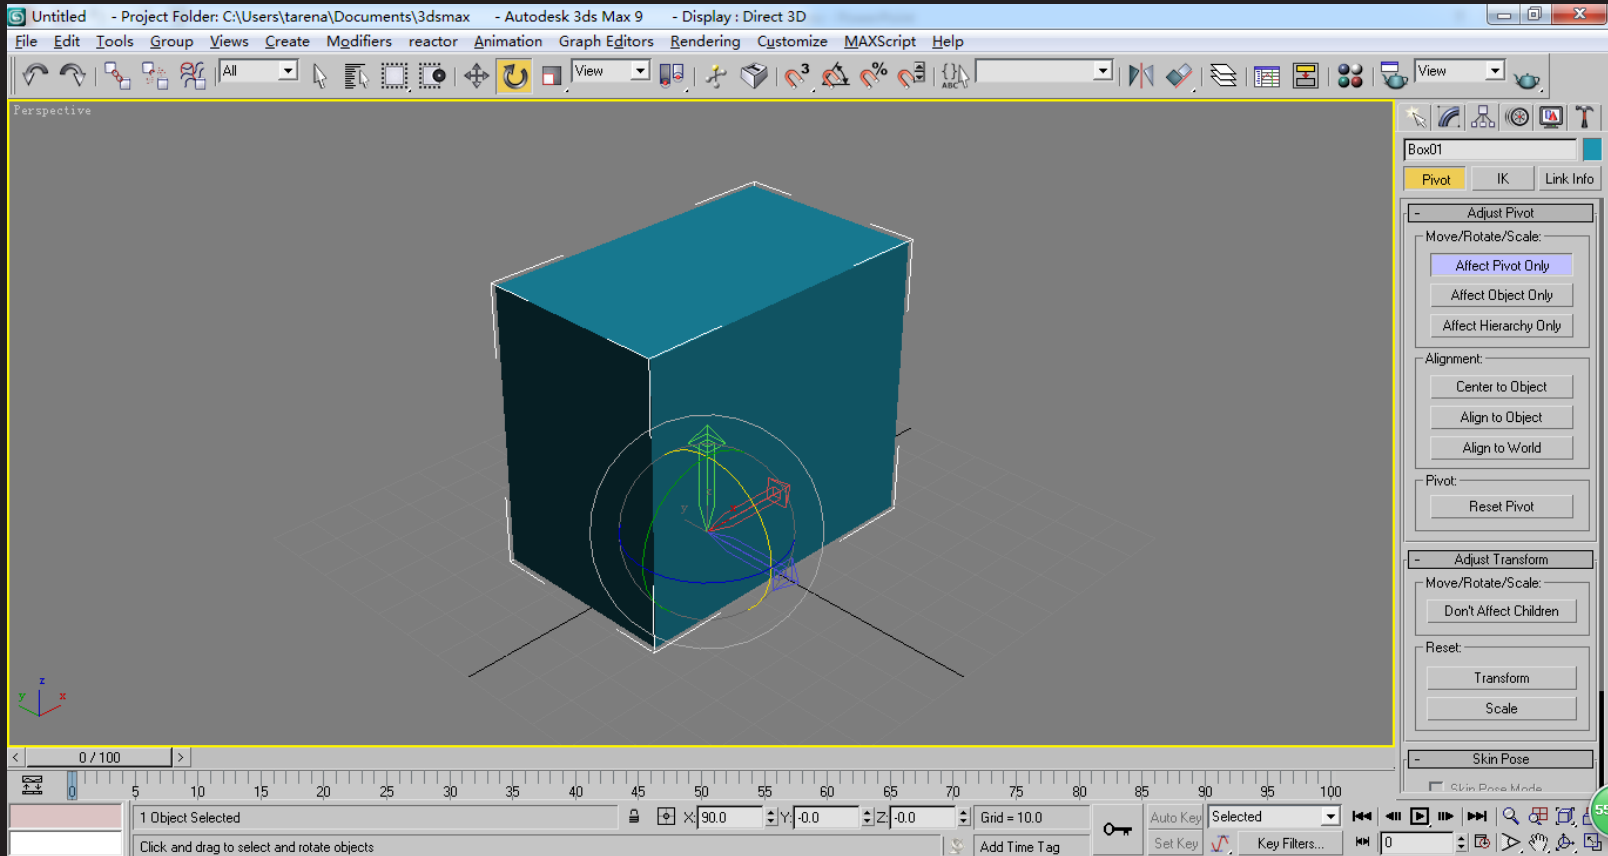 Untitled - Project Folder: C:\Users\tarena\Documents\3dsmax - Autodesk 3ds Max 9 - Display : Direct 3D
File Edit Tools Group Views Create Modifiers reactor Animation Graph Editors Rendering Customize MAXScript Help
All View 3 % ABC View
Perspective
Box01
Pivot IK Link Info
- Adjust Pivot
Move/Rotate/Scale:
Affect Pivot Only
Affect Object Only
Affect Hierarchy Only
Alignment:
Center to Object
Align to Object
Align to World
Pivot:
Reset Pivot
- Adjust Transform
Move/Rotate/Scale:
Don't Affect Children
Reset:
Transform
Scale
- Skin Pose
Skin Pose Mode
y
z
y x
< 0 / 100 >
0 5 10 15 20 25 30 35 40 45 50 55 60 65 70 75 80 85 90 95 100
1 Object Selected X: 90.0 Y: -0.0 Z: -0.0 Grid = 10.0 Auto Key Selected
Click and drag to select and rotate objects Add Time Tag Set Key Key Filters... 0
55